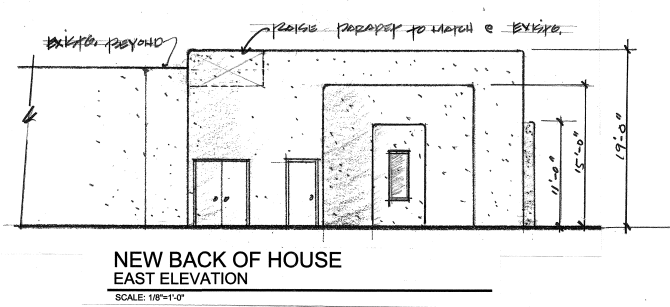 EXIST'G. BEYOND
RAISE PARAPET TO MATCH @ EXIST'G.
11'-0"
15'-0"
19'-0"
NEW BACK OF HOUSE
EAST ELEVATION
SCALE: 1/8"=1'-0"